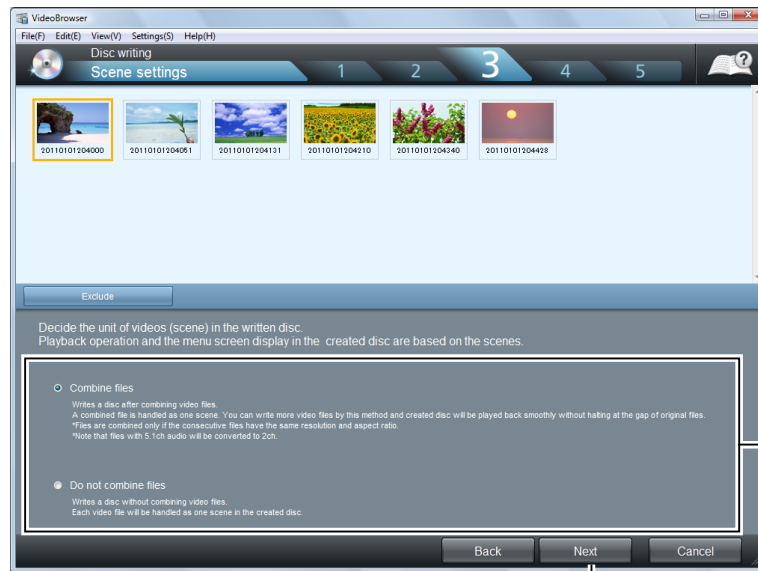 VideoBrowser
File(F) Edit(E) View(V) Settings(S) Help(H)
Disc writing
Scene settings
1 2 3 4 5
?
20110101204000 20110101204051 20110101204131 20110101204210 20110101204340 20110101204428
Exclude
Decide the unit of videos (scene) in the written disc.
Playback operation and the menu screen display in the created disc are based on the scenes.
Combine files
Writes a disc after combining video files.
A combined file is handled as one scene. You can write more video files by this method and created disc will be played back smoothly without halting at the gap of original files.
*Files are combined only if the consecutive files have the same resolution and aspect ratio.
*Note that files with 5.1ch audio will be converted to 2ch.
Do not combine files
Writes a disc without combining video files.
Each video file will be handled as one scene in the created disc.
Back Next Cancel